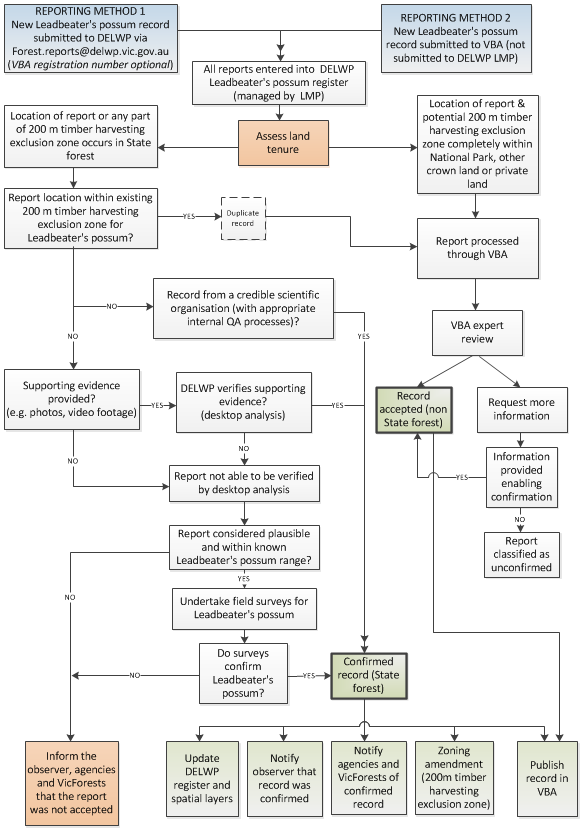 REPORTING METHOD 1
New Leadbeater's possum record
submitted to DELWP via
Forest.reports@delwp.vic.gov.au
(VBA registration number optional)
REPORTING METHOD 2
New Leadbeater's possum
record submitted to VBA (not
submitted to DELWP LMP)
All reports entered into DELWP
Leadbeater's possum register
(managed by LMP)
Location of report or any part
of 200 m timber harvesting
exclusion zone occurs in State
forest
Assess land
tenure
Location of report &
potential 200 m timber
harvesting exclusion
zone completely within
National Park, other
crown land or private
land
Report location within existing
200 m timber harvesting
exclusion zone for
Leadbeater's possum?
YES
Duplicate
record
Report processed
through VBA
NO
Record from a credible scientific
organisation (with appropriate
internal QA processes)?
NO
YES
VBA expert
review
Supporting evidence
provided?
(e.g. photos, video footage)
YES
DELWP verifies supporting
evidence?
(desktop analysis)
YES
Record
accepted (non
State forest)
Request more
information
NO
NO
Report not able to be verified
by desktop analysis
YES
Information
provided
enabling
confirmation
NO
Report
classified as
unconfirmed
Report considered plausible
and within known
Leadbeater's possum range?
NO
YES
Undertake field surveys for
Leadbeater's possum
Do surveys
confirm
Leadbeater's
possum?
NO
YES
Confirmed
record (State
forest)
Inform the
observer, agencies
and VicForests
that the report
was not accepted
Update
DELWP
register and
spatial layers
Notify
observer that
record was
confirmed
Notify
agencies and
VicForests of
confirmed
record
Zoning
amendment
(200m timber
harvesting
exclusion zone)
Publish
record in
VBA